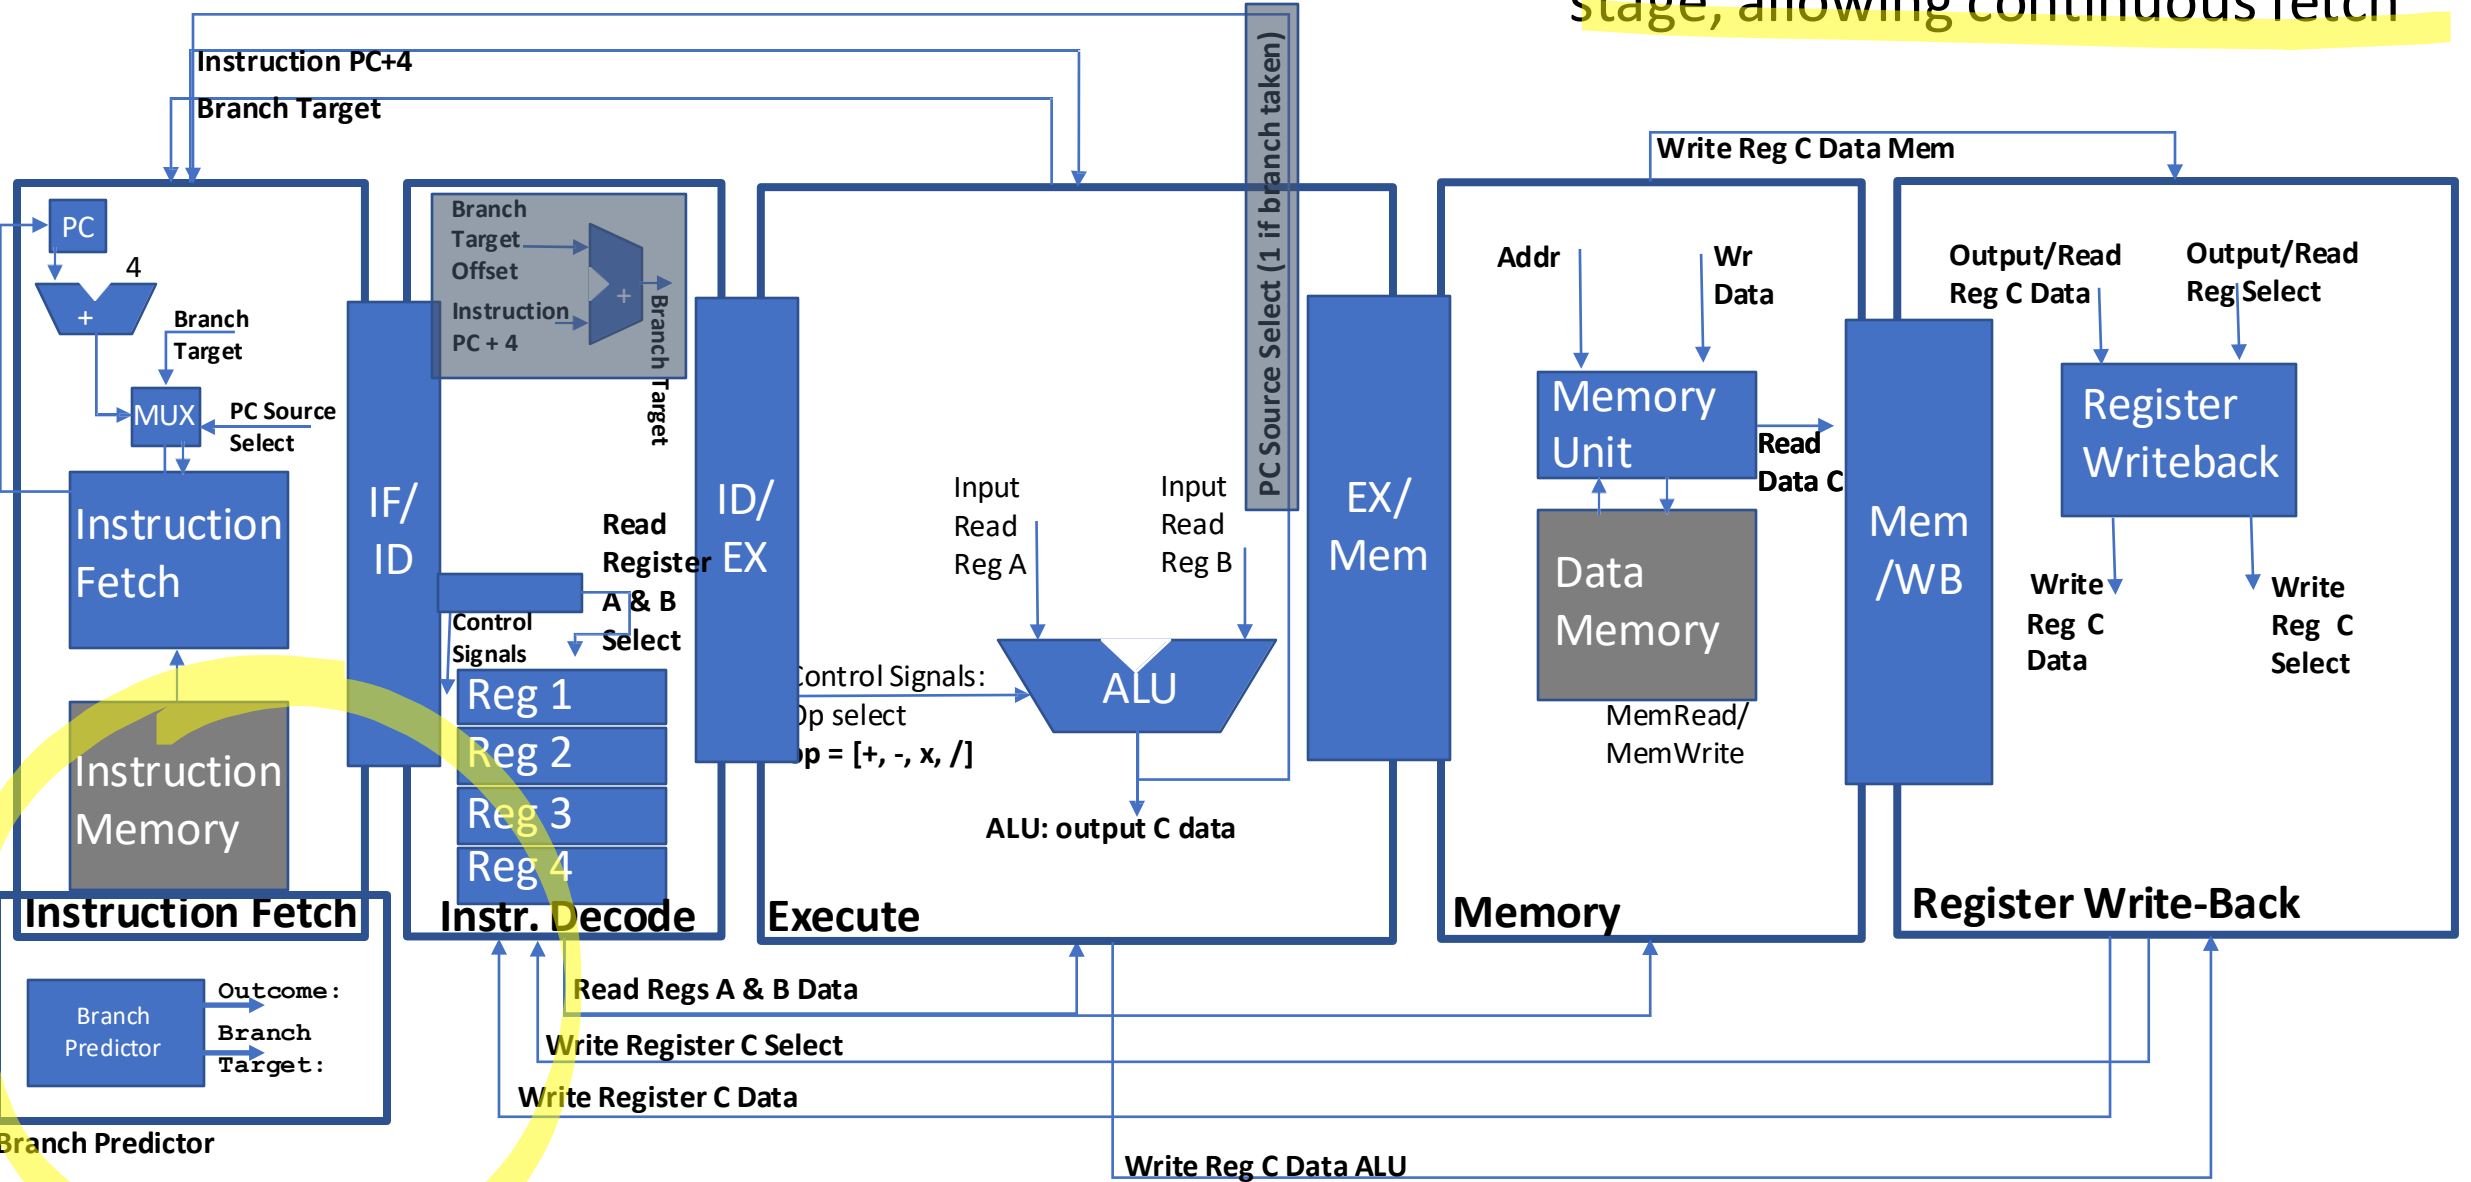 stage, allowing continuous fetch
Instruction PC+4
Branch Target
PC Source Select (1 if branch taken)
Write Reg C Data Mem
PC
4
+
Branch
Target
MUX
PC Source
Select
Instruction
Fetch
Instruction
Memory
Instruction Fetch
Branch
Predictor
Outcome:
Branch
Target:
Branch Predictor
IF/
ID
Branch
Target
Offset
Instruction
PC + 4
+
Branch Target
Read
Register
A & B
Select
Control
Signals
Reg 1
Reg 2
Reg 3
Reg 4
Instr. Decode
ID/
EX
Input
Read
Reg A
Input
Read
Reg B
Control Signals:
Op select
op = [+, -, x, /]
ALU
ALU: output C data
Execute
EX/
Mem
Addr
Wr
Data
Memory
Unit
Read
Data C
Data
Memory
MemRead/
MemWrite
Memory
Mem
/WB
Output/Read
Reg C Data
Output/Read
Reg Select
Register
Writeback
Write
Reg C
Data
Write
Reg C
Select
Register Write-Back
Read Regs A & B Data
Write Register C Select
Write Register C Data
Write Reg C Data ALU